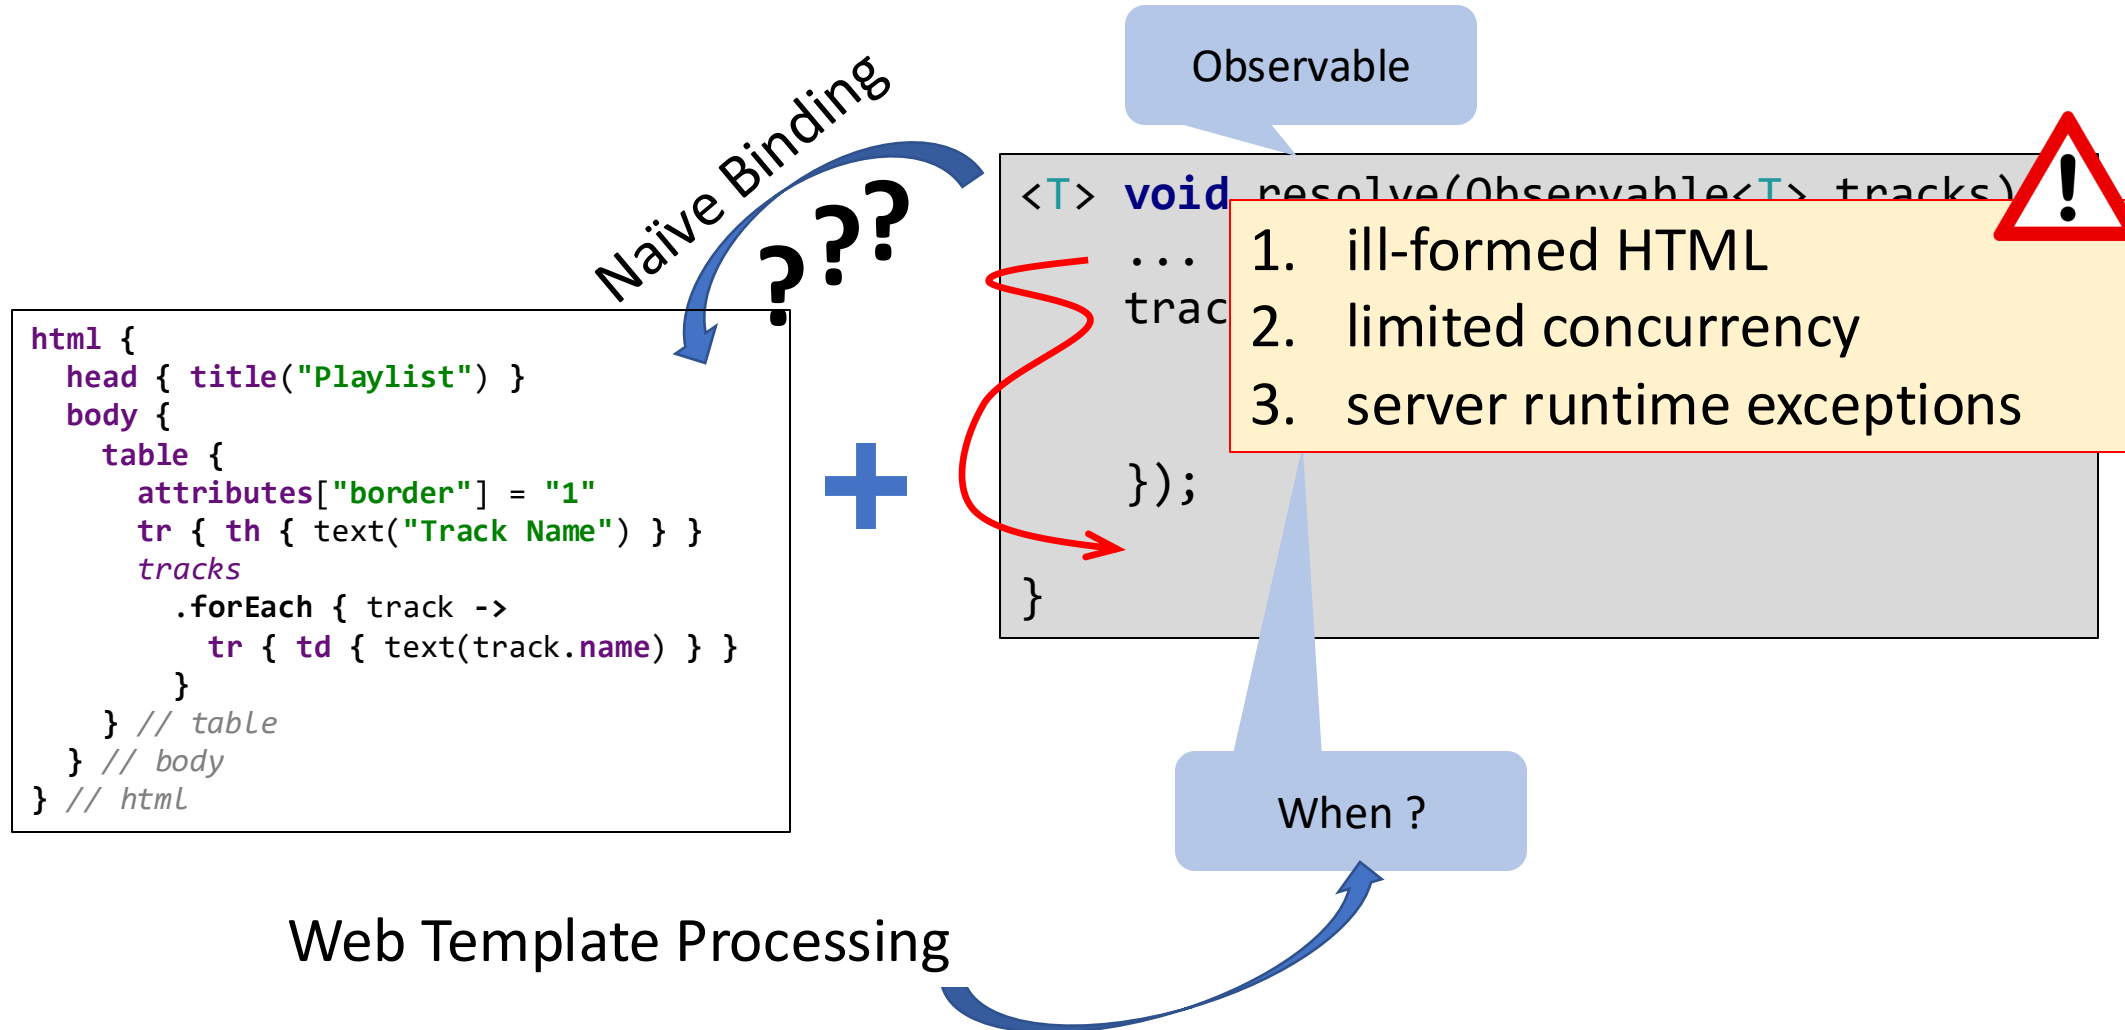 Observable
Naïve Binding
???
<T> void resolve(Observable<T> tracks)
...
trac
});
}
1. ill-formed HTML
2. limited concurrency
3. server runtime exceptions
html {
head { title("Playlist") }
body {
table {
attributes["border"] = "1"
tr { th { text("Track Name") } }
tracks
.forEach { track ->
tr { td { text(track.name) } }
}
} // table
} // body
} // html
When ?
Web Template Processing